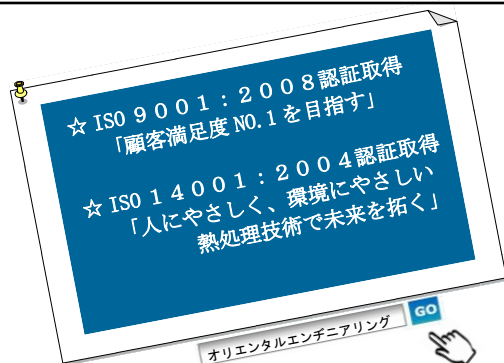 ☆ ISO９００１：２００８認証取得
「顧客満足度 NO.1 を目指す」
☆ ISO１４００１：２００４認証取得
「人にやさしく、環境にやさしい
熱処理技術で未来を拓く」
オリエンタルエンヂニアリング GO